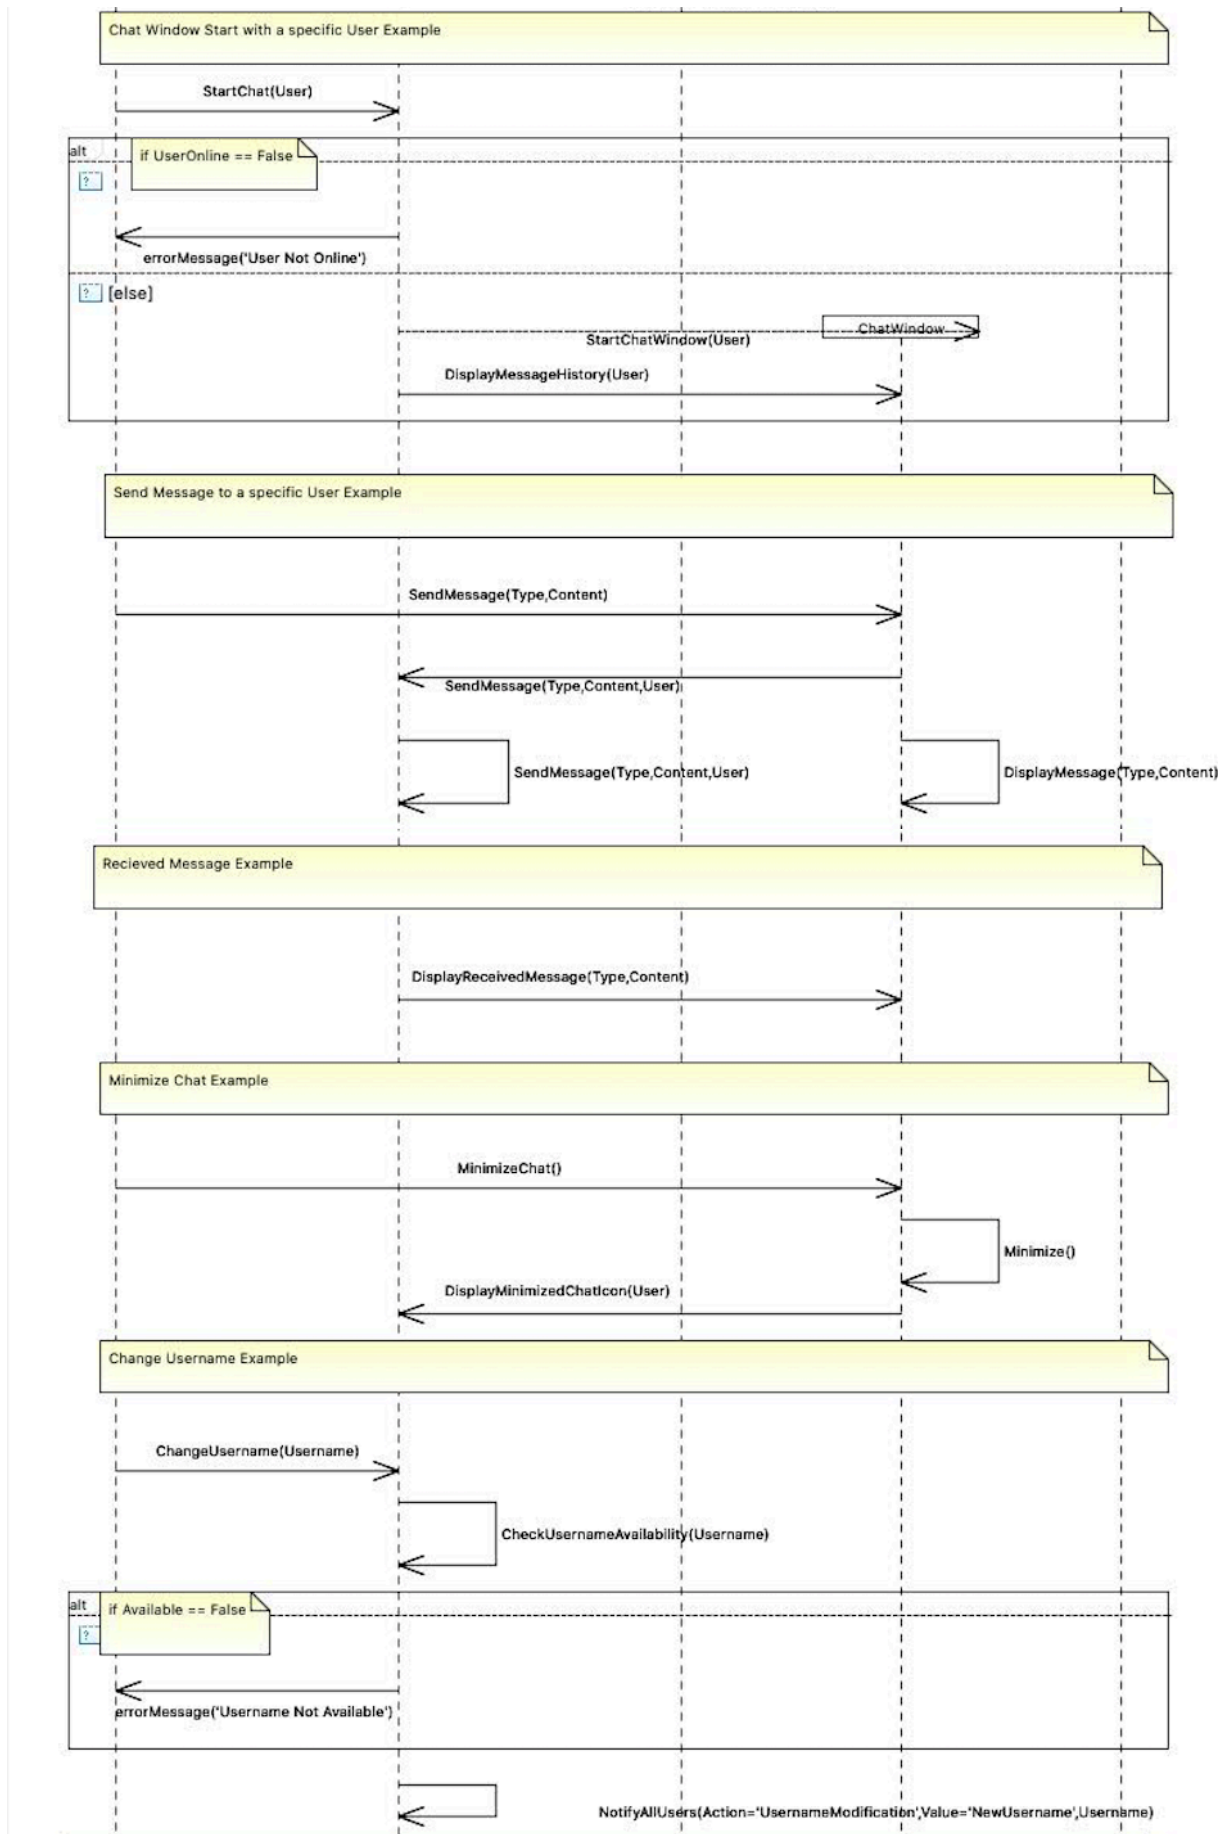 Chat Window Start with a specific User Example
StartChat(User)
alt
if UserOnline == False
?
errorMessage('User Not Online')
? [else]
ChatWindow
StartChatWindow(User)
DisplayMessageHistory(User)
Send Message to a specific User Example
SendMessage(Type,Content)
SendMessage(Type,Content,User)
SendMessage(Type,Content,User)
DisplayMessage(Type,Content)
Recieved Message Example
DisplayReceivedMessage(Type,Content)
Minimize Chat Example
MinimizeChat()
Minimize()
DisplayMinimizedChatIcon(User)
Change Username Example
ChangeUsername(Username)
CheckUsernameAvailability(Username)
alt
if Available == False
?
errorMessage('Username Not Available')
NotifyAllUsers(Action='UsernameModification',Value='NewUsername',Username)